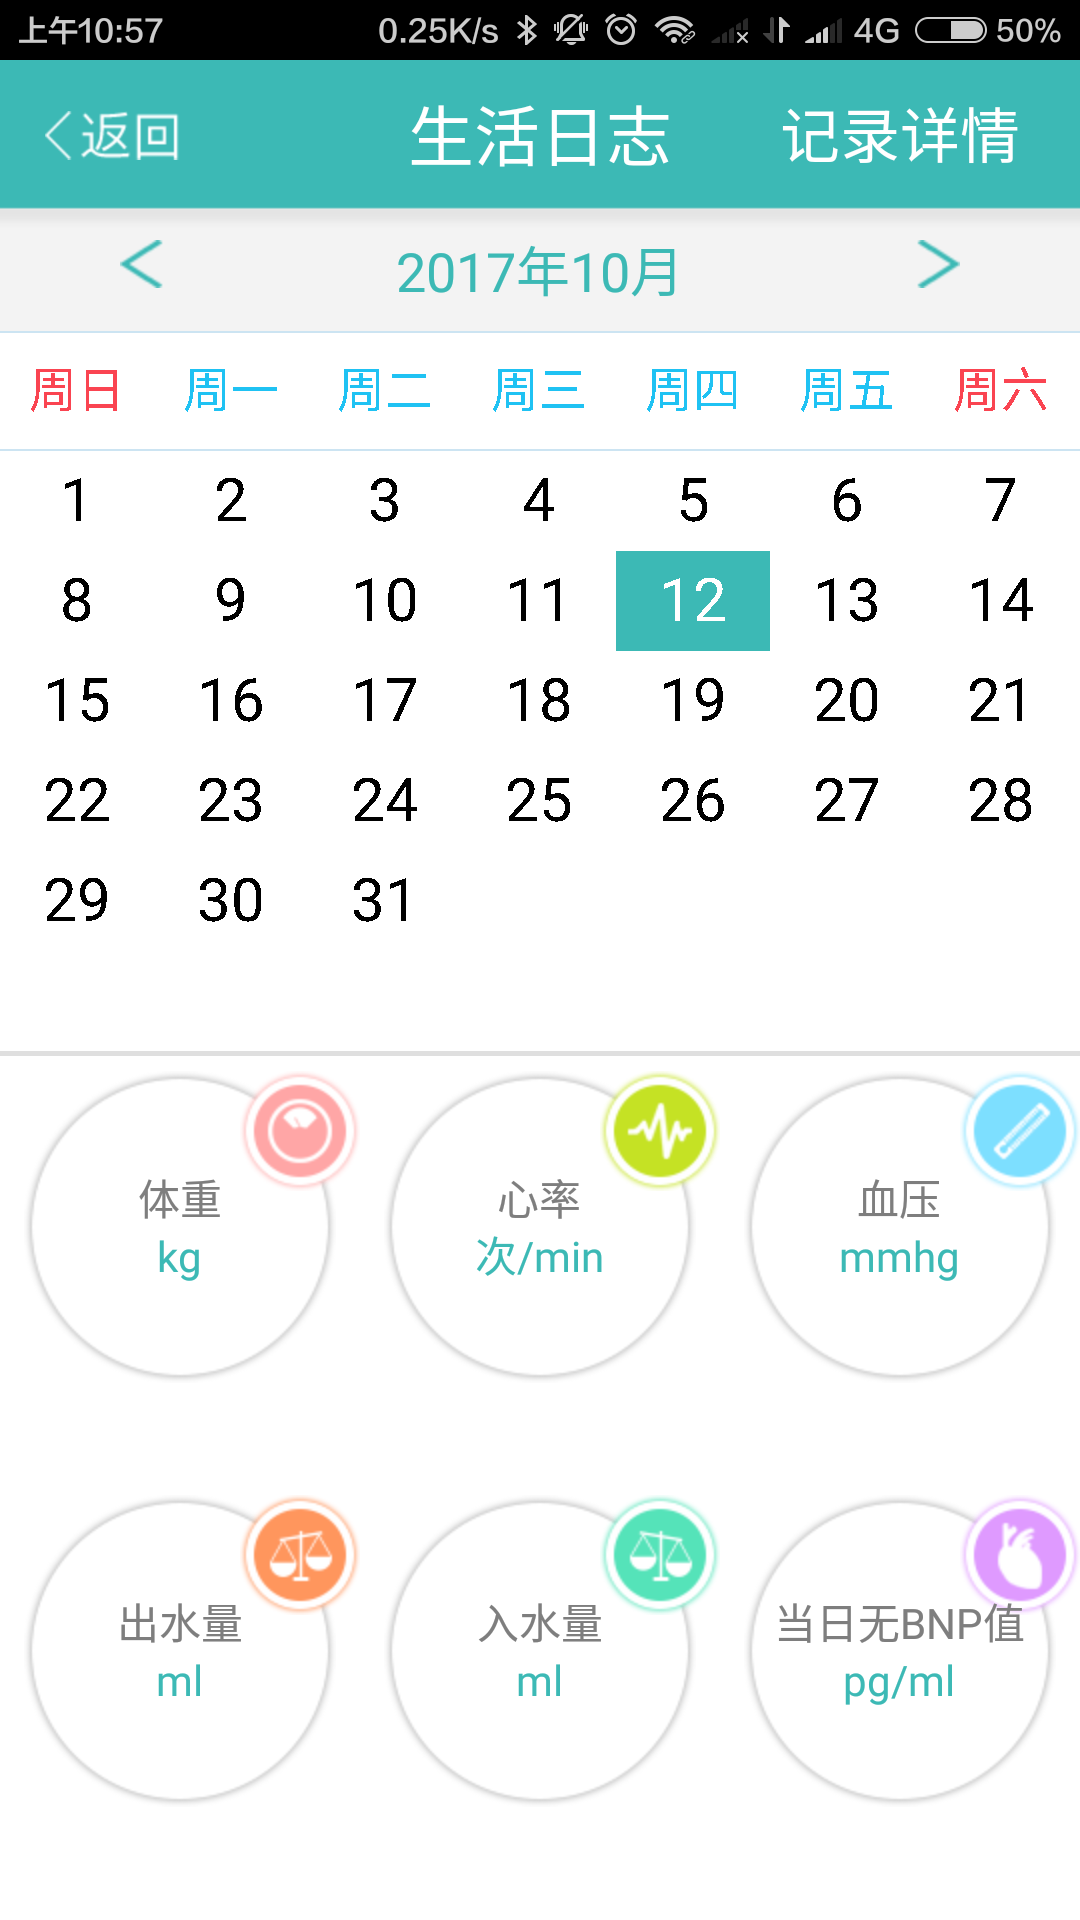 上午10:57 0.25K/s 4G 50%
返回 生活日志 记录详情
2017年10月
周日 周一 周二 周三 周四 周五 周六
1 2 3 4 5 6 7
8 9 10 11 12 13 14
15 16 17 18 19 20 21
22 23 24 25 26 27 28
29 30 31
体重 心率 血压
kg 次/min mmhg
出水量 入水量 当日无BNP值
ml ml pg/ml